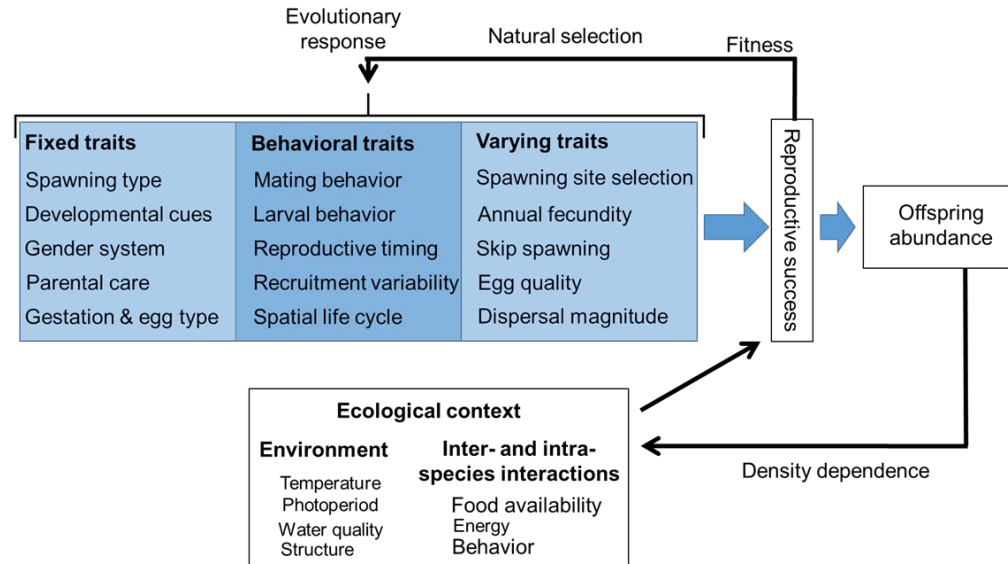 Evolutionary
response
Natural selection
Fitness
Fixed traits
Spawning type
Developmental cues
Gender system
Parental care
Gestation & egg type
Behavioral traits
Mating behavior
Larval behavior
Reproductive timing
Recruitment variability
Spatial life cycle
Varying traits
Spawning site selection
Annual fecundity
Skip spawning
Egg quality
Dispersal magnitude
Reproductive success
Offspring
abundance
Ecological context
Environment
Temperature
Photoperiod
Water quality
Structure
Inter- and intra-
species interactions
Food availability
Energy
Behavior
Density dependence